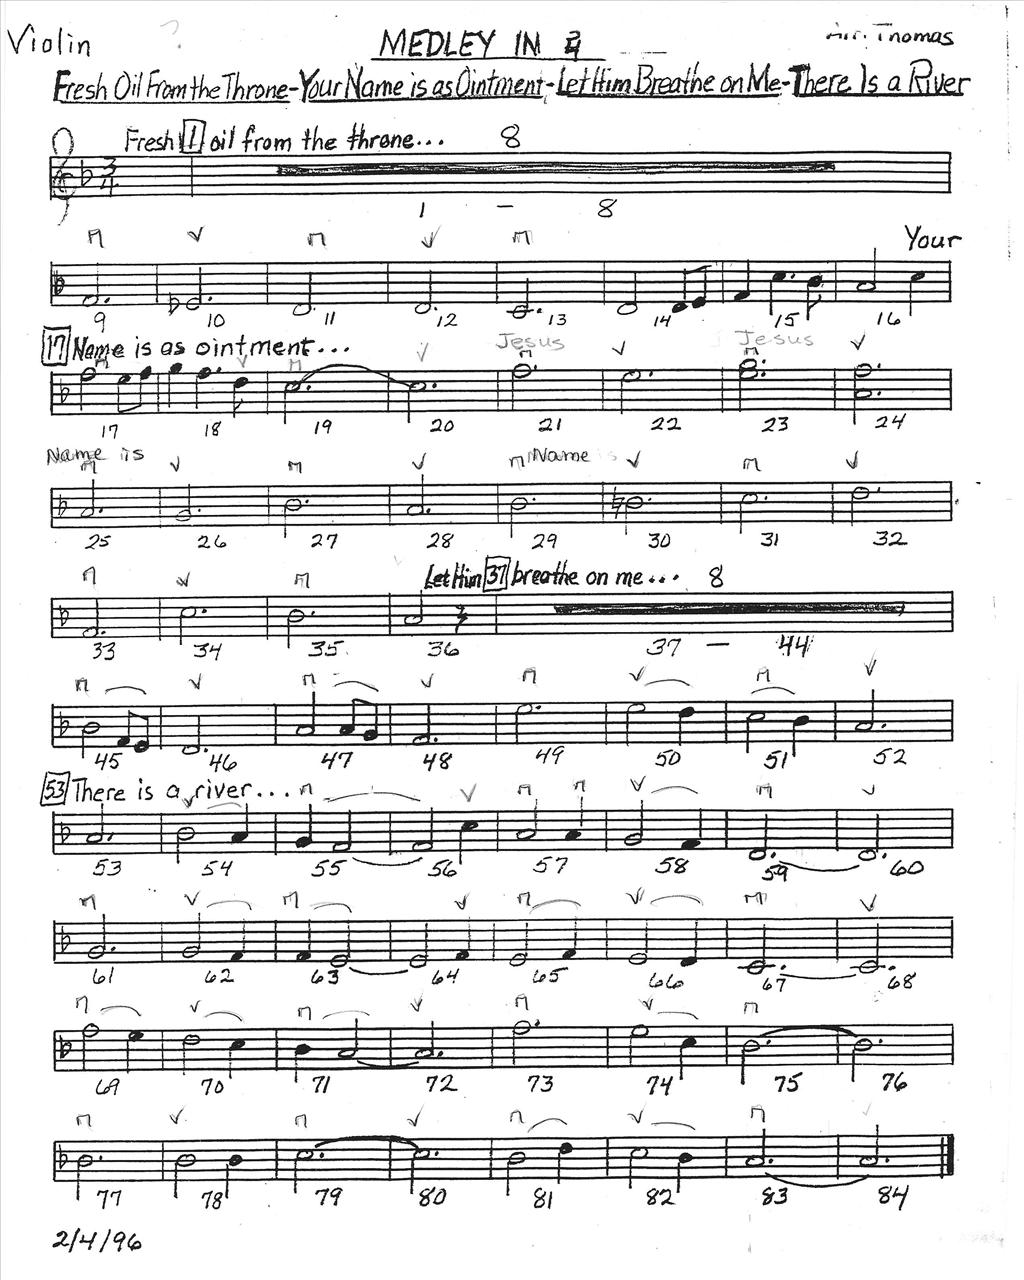 Violin
MEDLEY IN 3/4
Arr. Thomas
Fresh Oil From the Throne-Your Name is as Ointment-Let Him Breathe on Me-There Is a River
Fresh 1 oil from the throne... 8
3 4
1 - 8
Your
9 10 11 12 13 14 15 16
17 Name is as ointment... Jesus Jesus
17 18 19 20 21 22 23 24
Name is Name is
25 26 27 28 29 30 31 32
Let Him 37 breathe on me... 8
33 34 35 36 37 - 44
45 46 47 48 49 50 51 52
53 There is a river...
53 54 55 56 57 58 59 60
61 62 63 64 65 66 67 68
69 70 71 72 73 74 75 76
77 78 79 80 81 82 83 84
2/4/96